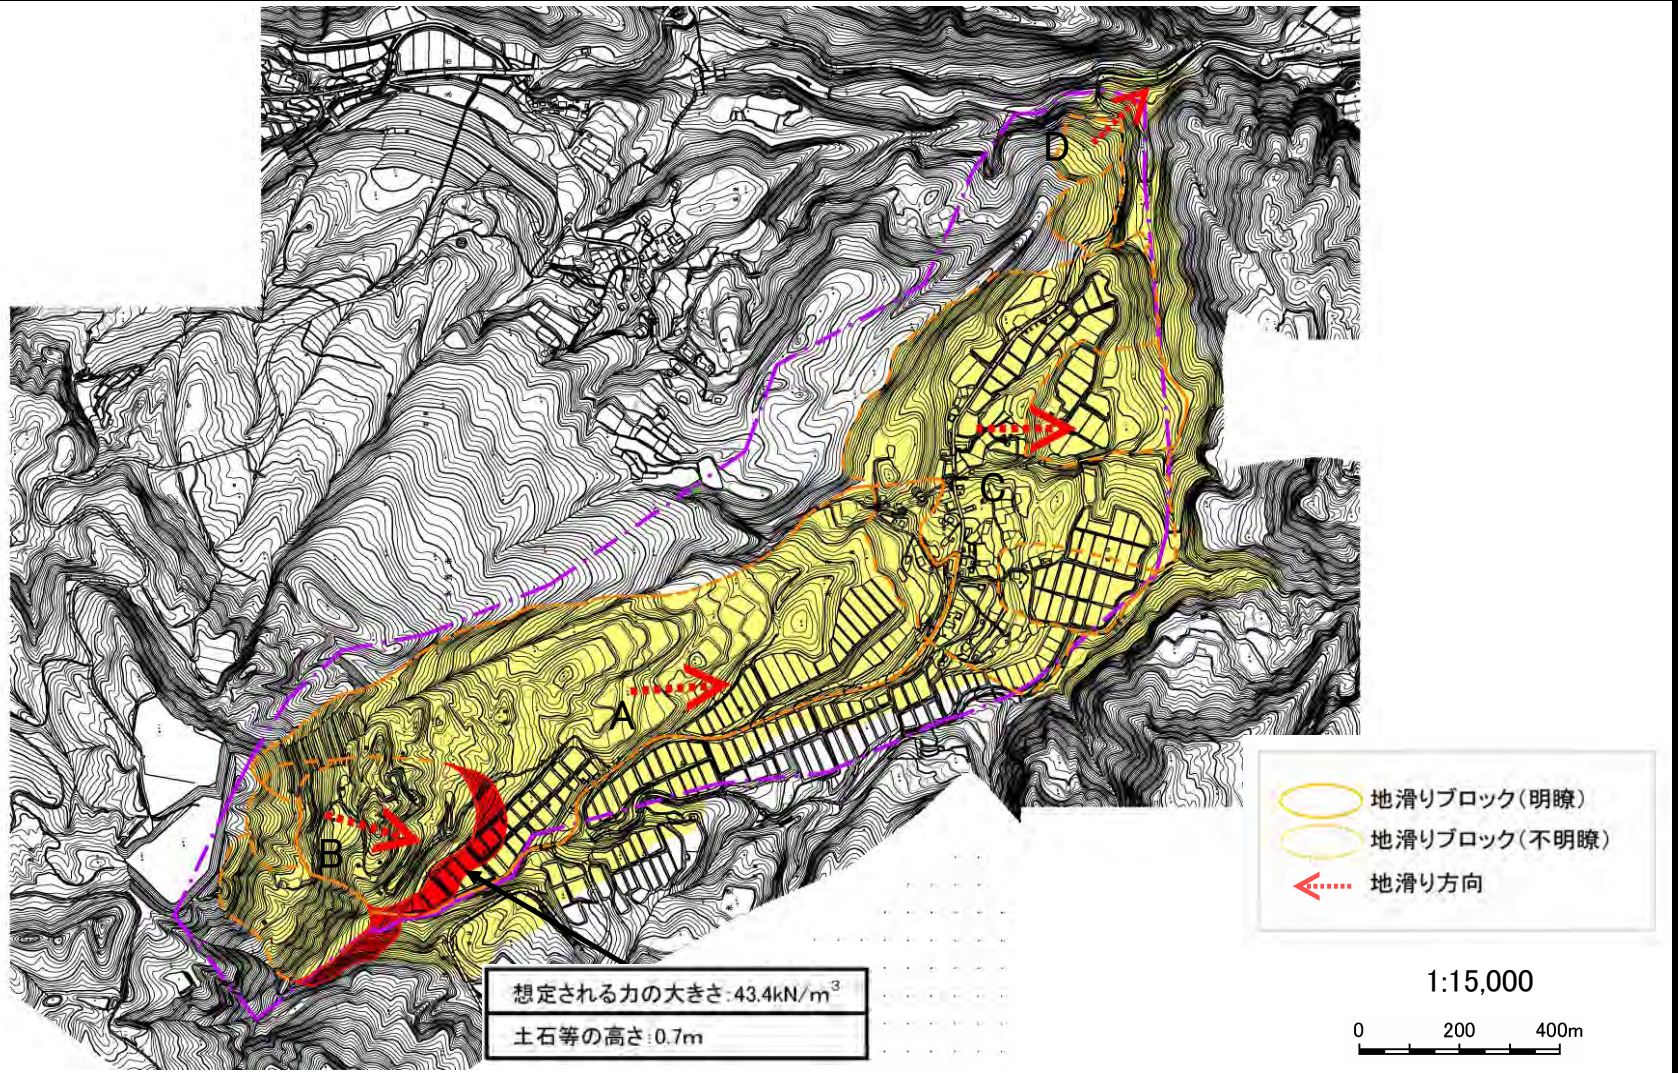 D
C
A
B
地滑りブロック(明瞭)
地滑りブロック(不明瞭)
地滑り方向
想定される力の大きさ:43.4kN/m³
土石等の高さ:0.7m
1:15,000
0 200 400m